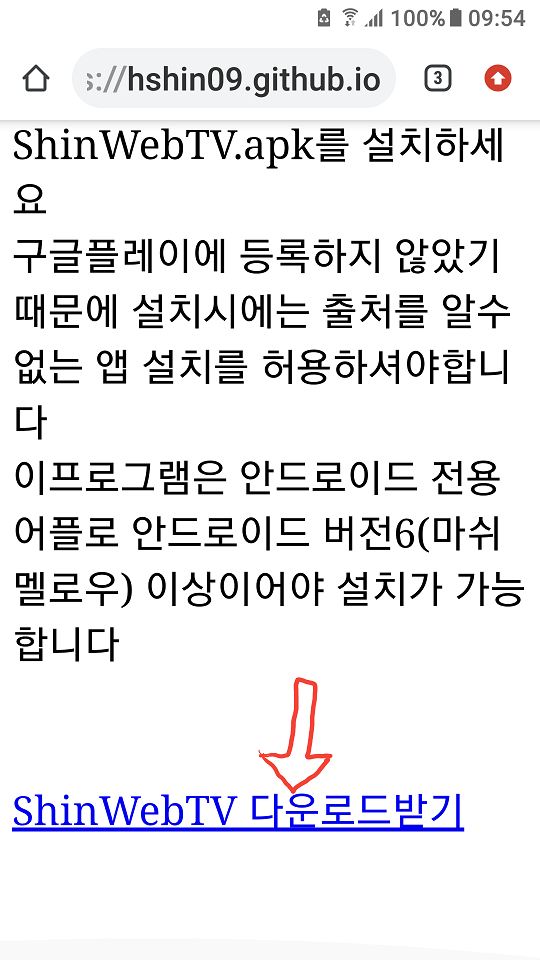 100% 09:54
s://hshin09.github.io
3
ShinWebTV.apk를 설치하세
요
구글플레이에 등록하지 않았기
때문에 설치시에는 출처를 알수
없는 앱 설치를 허용하셔야합니
다
이프로그램은 안드로이드 전용
어플로 안드로이드 버전6(마쉬
멜로우) 이상이어야 설치가 가능
합니다
ShinWebTV 다운로드받기